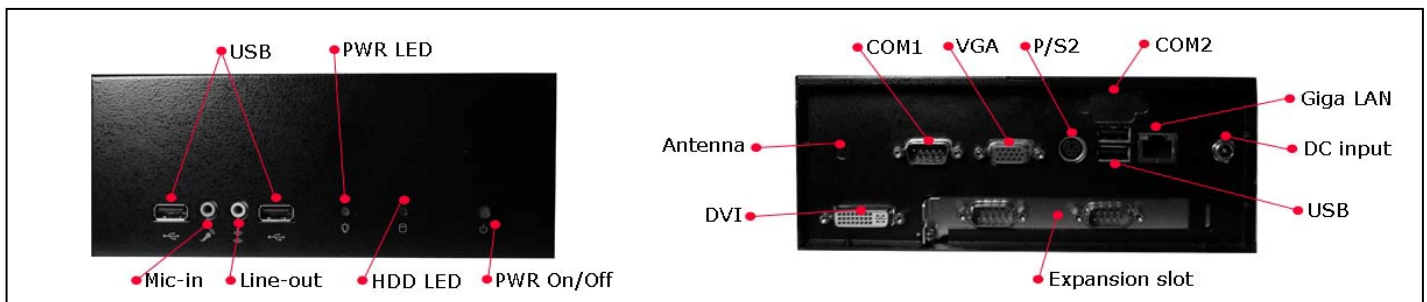 USB
PWR LED
Mic-in
Line-out
HDD LED
PWR On/Off
COM1
VGA
P/S2
COM2
Giga LAN
Antenna
DC input
DVI
USB
Expansion slot